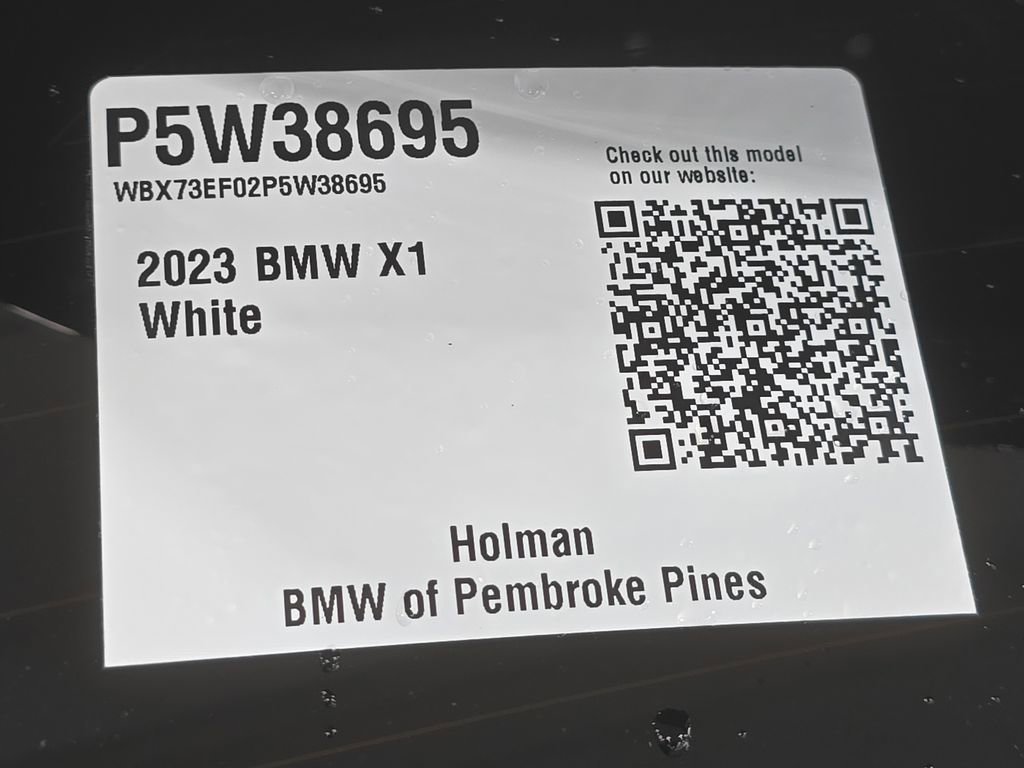 P5W38695
WBX73EF02P5W38695
Check out this model
on our website:
2023 BMW X1
White
Holman
BMW of Pembroke Pines